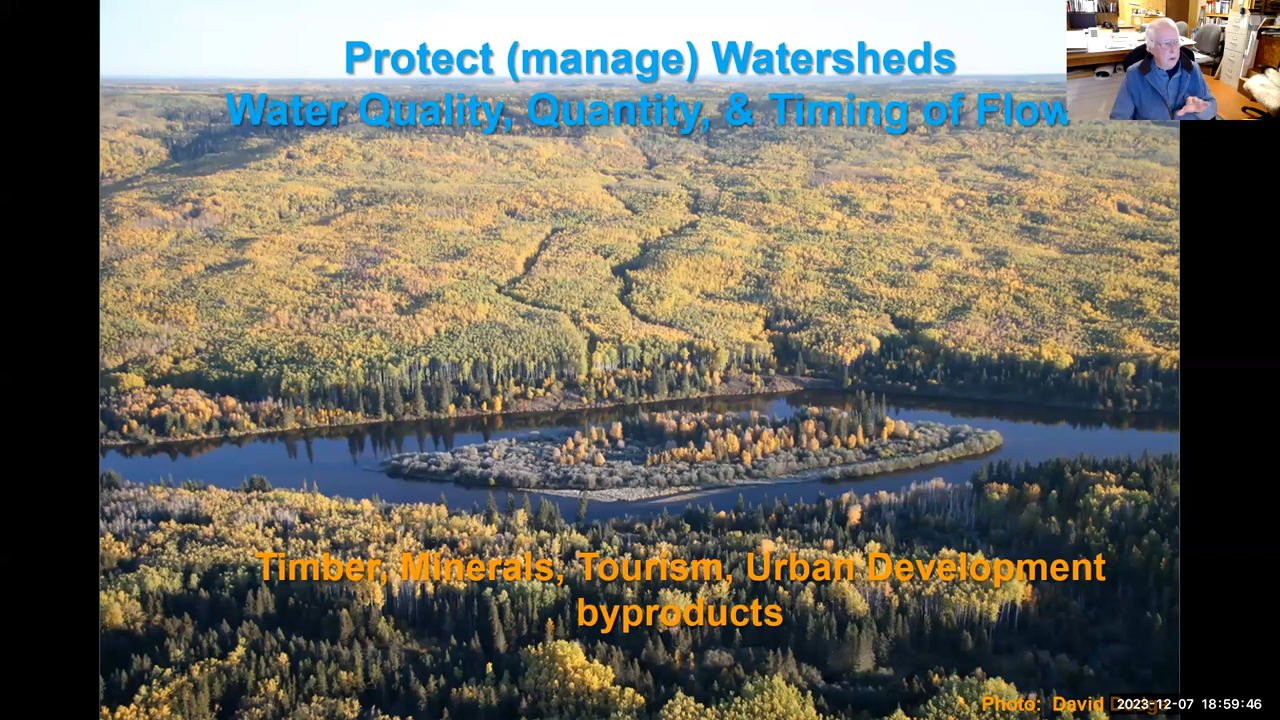 Protect (manage) Watersheds
Water Quality, Quantity, & Timing of Flow
Timber, Minerals, Tourism, Urban Development
byproducts
Photo: David
2023-12-07 18:59:46